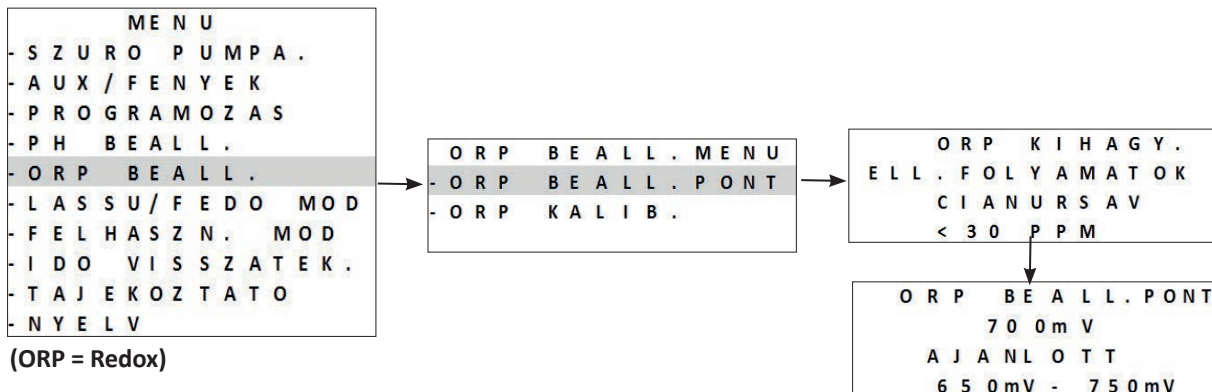 MENU
- SZURO PUMPA.
- AUX/FENYEK
- PROGRAMOZAS
- PH BEALL.
- ORP BEALL.
- LASSU/FEDO MOD
- FELHASZN. MOD
- IDO VISSZATEK.
- TAJEKOZTATO
- NYELV
(ORP = Redox)
ORP BEALL.MENU
- ORP BEALL.PONT
- ORP KALIB.
ORP KIHAGY.
ELL.FOLYAMATOK
CIANURSAV
<30 PPM
ORP BEALL.PONT
700mV
AJANLOTT
650mV - 750mV